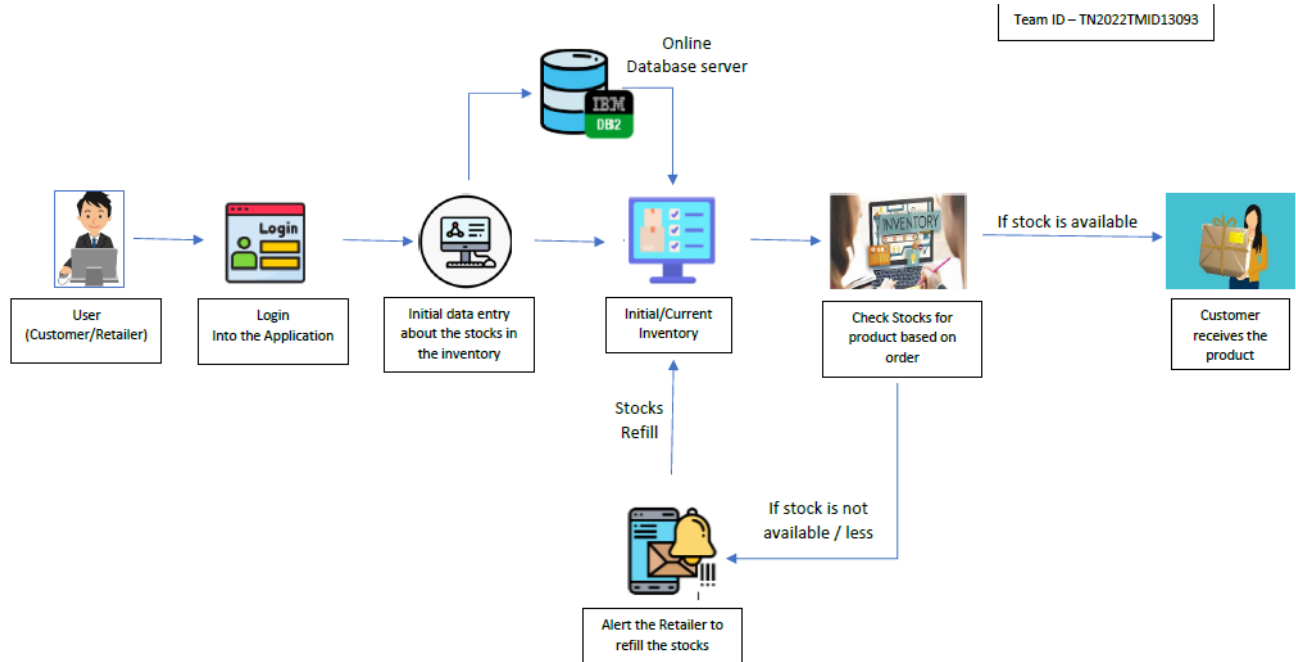 Team ID – TN2022TMID13093
Online
Database server
IBM
DB2
Login
INVENTORY
If stock is available
User
(Customer/Retailer)
Login
Into the Application
Initial data entry
about the stocks in
the inventory
Initial/Current
Inventory
Check Stocks for
product based on
order
Customer
receives the
product
Stocks
Refill
If stock is not
available / less
Alert the Retailer to
refill the stocks